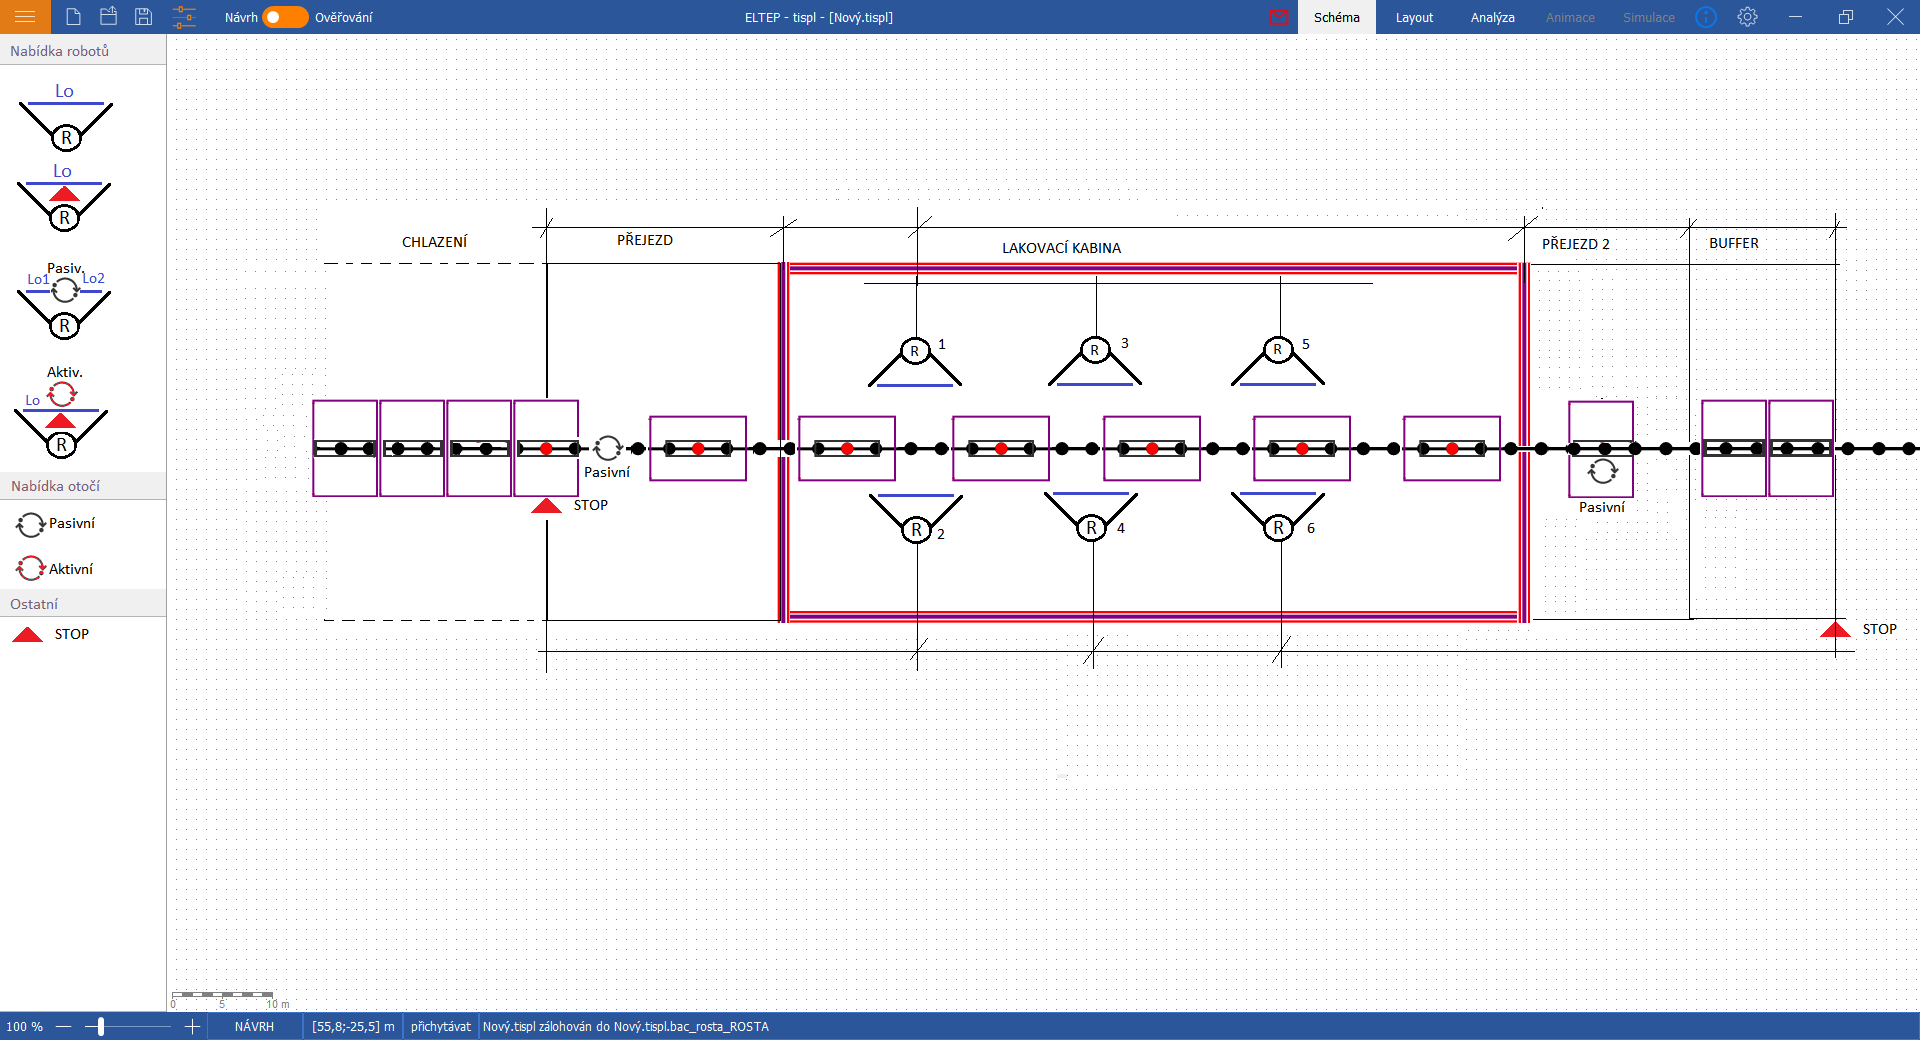 Návrh
Ověřování
ELTEP - tispl - [Nový.tispl]
Schéma
Layout
Analýza
Animace
Simulace
Nabídka robotů
Lo
R
Lo
R
Pasiv.
Lo1
Lo2
R
Aktiv.
Lo
R
Nabídka otočí
Pasivní
Aktivní
Ostatní
STOP
CHLAZENÍ
PŘEJEZD
LAKOVACÍ KABINA
PŘEJEZD 2
BUFFER
R 1
R 3
R 5
Pasivní
STOP
R 2
R 4
R 6
Pasivní
STOP
0 5 10 m
100 %
NÁVRH
[55,8;-25,5] m
přichytávat
Nový.tispl zálohován do Nový.tispl.bac_rosta_ROSTA